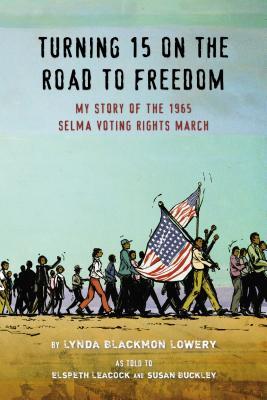 TURNING 15 ON THE
ROAD TO FREEDOM
MY STORY OF THE 1965
SELMA VOTING RIGHTS MARCH
BY LYNDA BLACKMON LOWERY
AS TOLD TO
ELSPETH LEACOCK AND SUSAN BUCKLEY